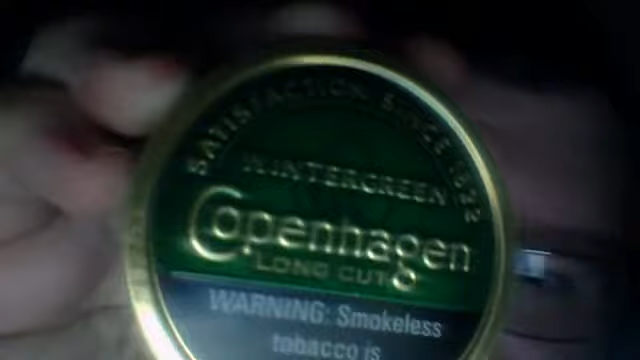 SATISFACTION SINCE 1822
WINTERGREEN
Copenhagen
LONG CUT
WARNING: Smokeless
tobacco is